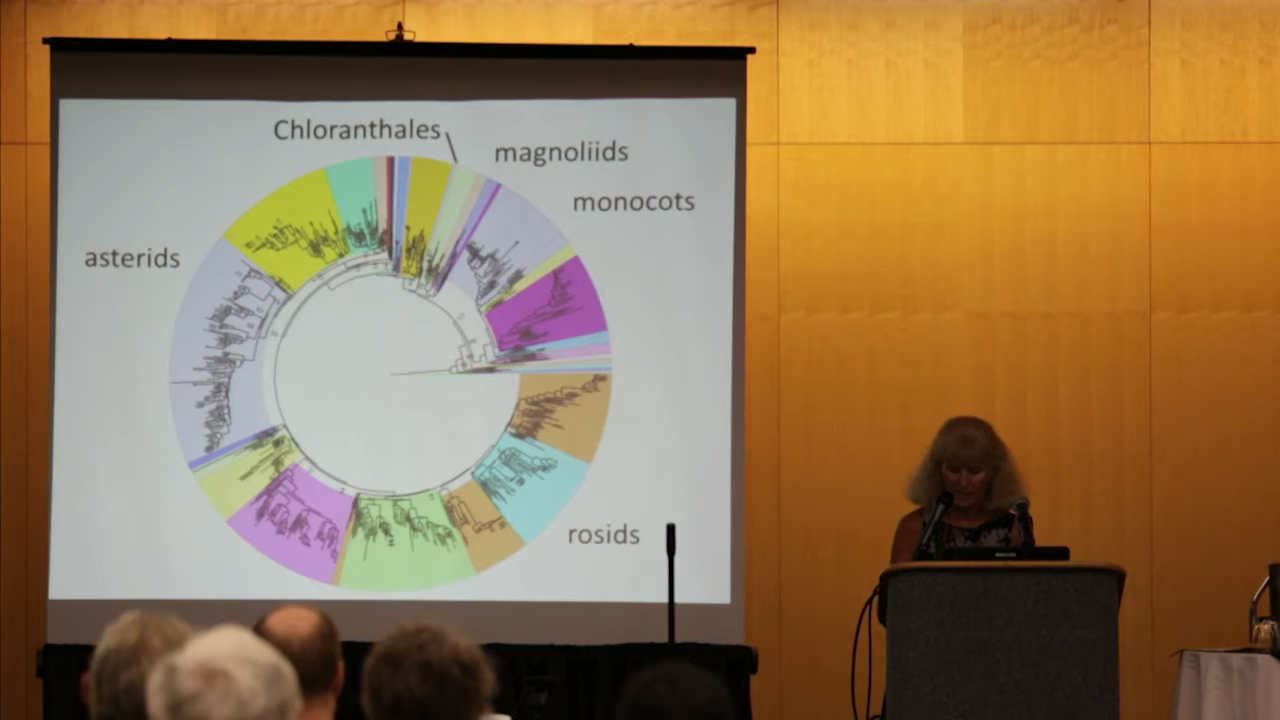 Chloranthales
magnoliids
monocots
asterids
rosids